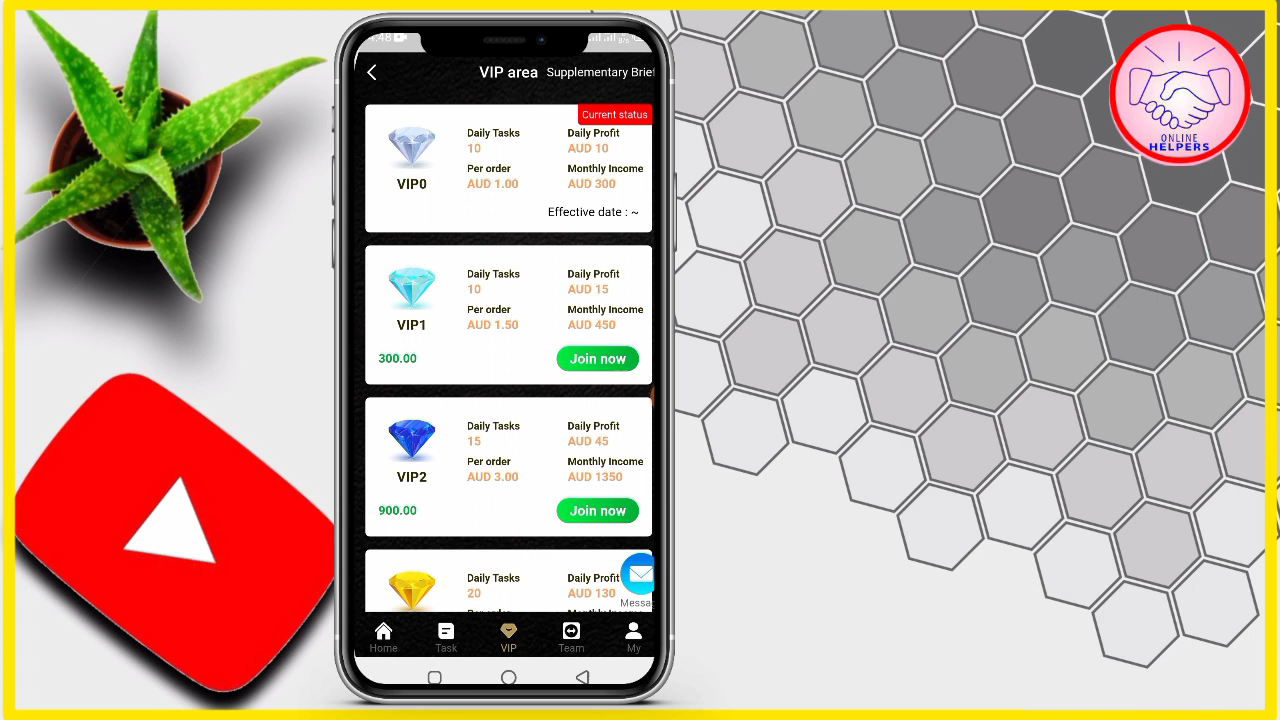 4:48
VIP area Supplementary Brief
Current status
Daily Tasks Daily Profit
10 AUD 10
Per order Monthly Income
VIP0 AUD 1.00 AUD 300
Effective date : ~
Daily Tasks Daily Profit
10 AUD 15
Per order Monthly Income
VIP1 AUD 1.50 AUD 450
300.00 Join now
Daily Tasks Daily Profit
15 AUD 45
Per order Monthly Income
VIP2 AUD 3.00 AUD 1350
900.00 Join now
Daily Tasks Daily Profit
20 AUD 130
Messa
Home Task VIP Team My
ONLINE
HELPERS